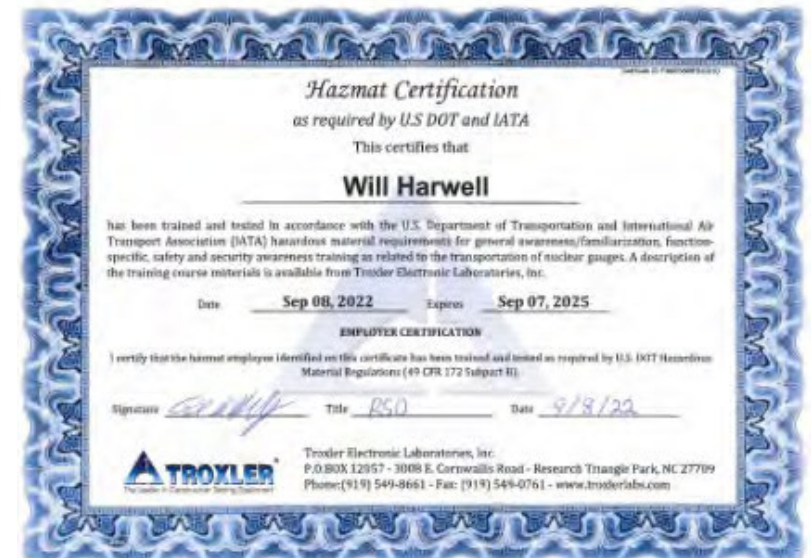 Hazmat Certification
as required by U.S DOT and IATA
This certifies that
Will Harwell
has been trained and tested in accordance with the U.S. Department of Transportation and International Air
Transport Association (IATA) hazardous material requirements for general awareness/familiarization, function-
specific, safety and security awareness training as related to the transportation of nuclear gauges. A description of
the training course materials is available from Troxler Electronic Laboratories, Inc.
Date Sep 08, 2022 Expires Sep 07, 2025
EMPLOYER CERTIFICATION
I certify that the hazmat employee identified on this certificate has been trained and tested as required by U.S. DOT Hazardous
Material Regulations (49 CFR 172 Subpart H).
Signature Title RSO Date 9/8/22
TROXLER
The Leader in Construction Testing Equipment
Troxler Electronic Laboratories, Inc.
P.O.BOX 12957 - 3008 E. Cornwallis Road - Research Triangle Park, NC 27709
Phone:(919) 549-8661 - Fax: (919) 549-0761 - www.troxlerlabs.com